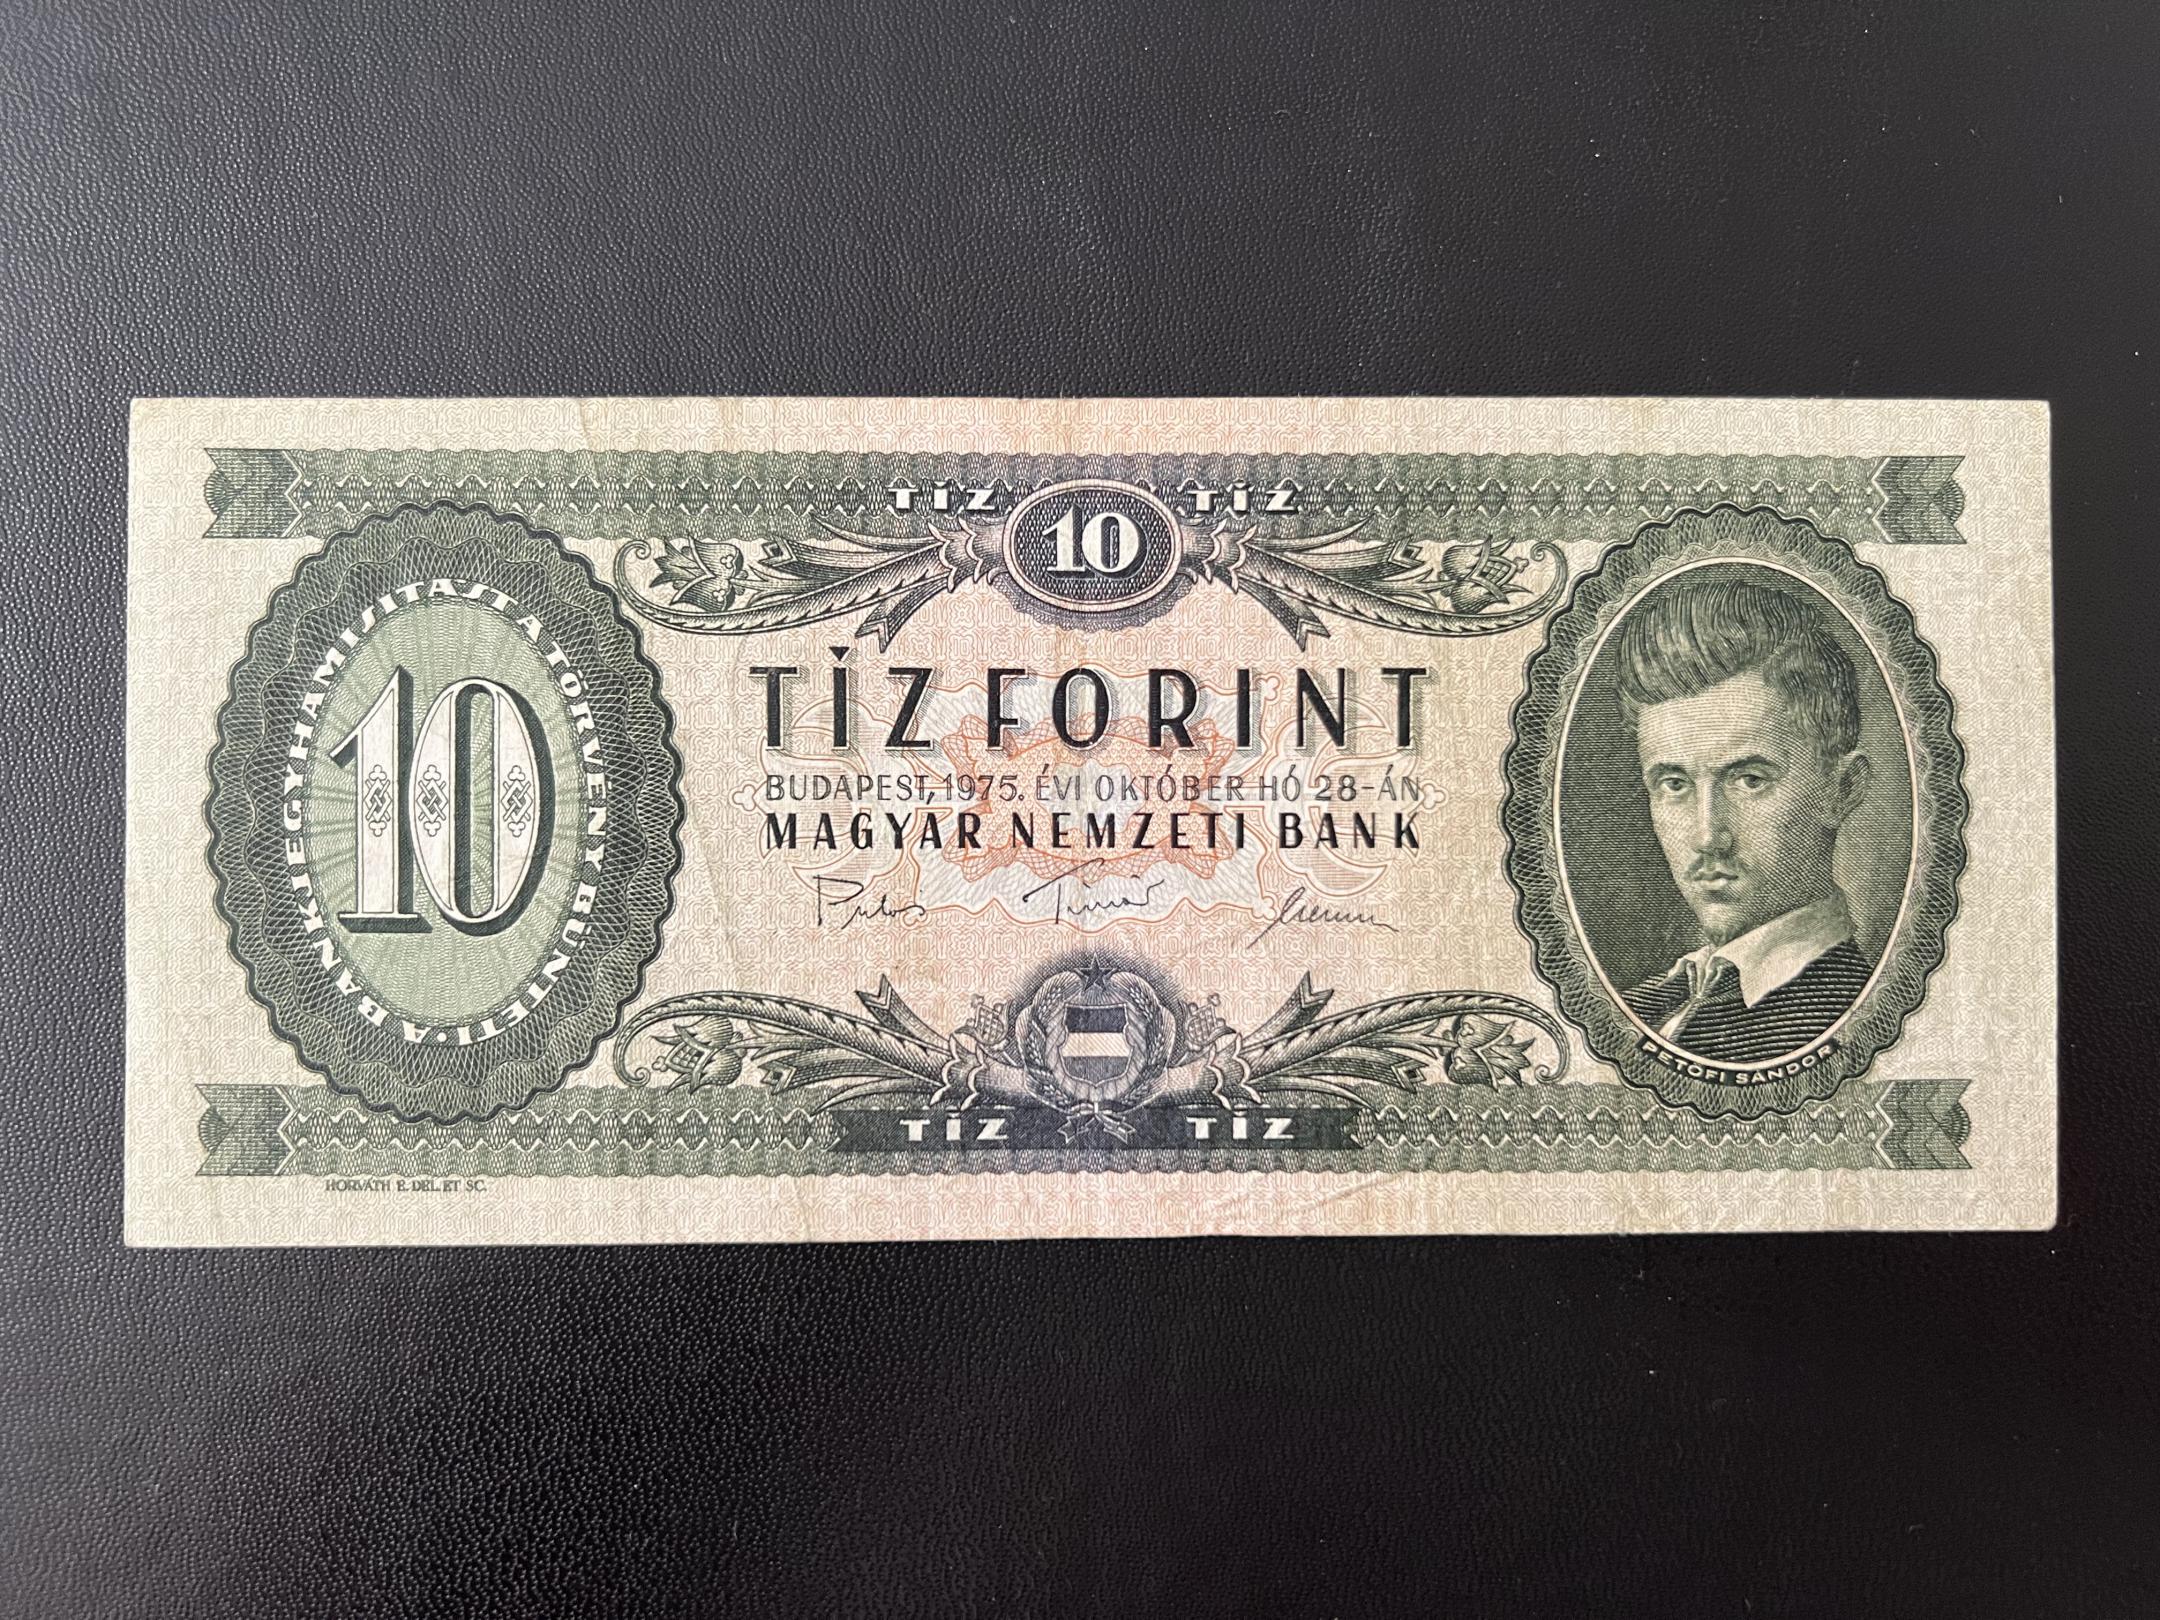 TÍZ 10 TÍZ
A BANKJEGYHAMISÍTÁST A TÖRVÉNY BÜNTETI •
10
TÍZ FORINT
BUDAPEST, 1975. ÉVI OKTÓBER HÓ 28-ÁN
MAGYAR NEMZETI BANK
PETŐFI SÁNDOR
TÍZ TÍZ
HORVÁTH E. DEL. ET SC.